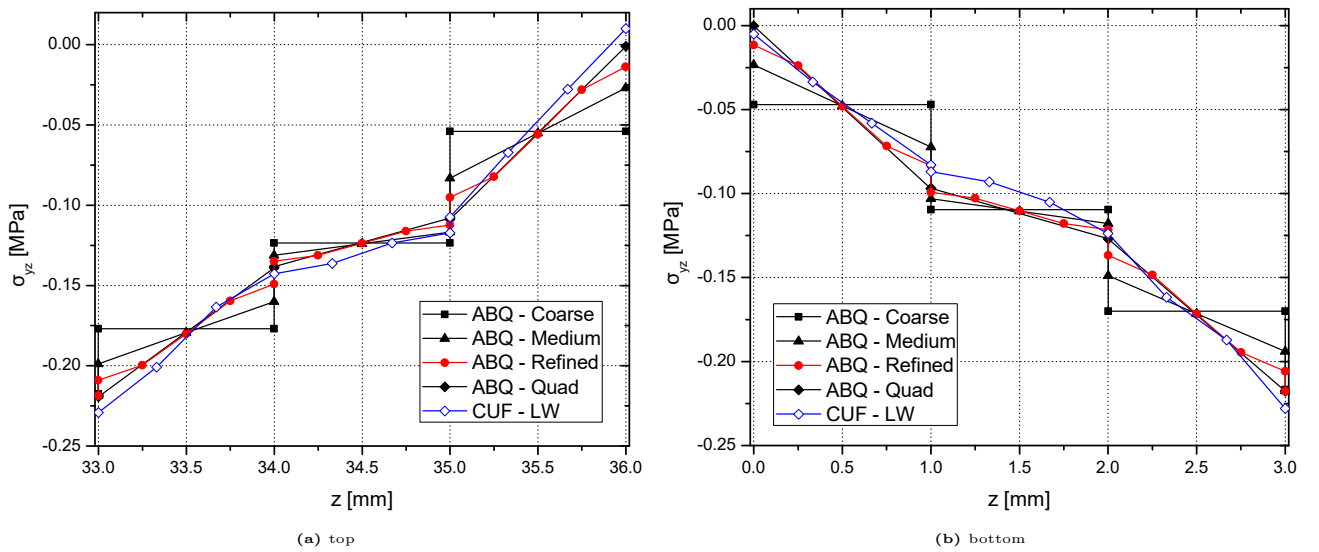 0.00
-0.05
-0.10
-0.15
-0.20
-0.25
σyz [MPa]
33.0 33.5 34.0 34.5 35.0 35.5 36.0
z [mm]
ABQ - Coarse
ABQ - Medium
ABQ - Refined
ABQ - Quad
CUF - LW
(a) top
0.00
-0.05
-0.10
-0.15
-0.20
-0.25
σyz [MPa]
0.0 0.5 1.0 1.5 2.0 2.5 3.0
z [mm]
ABQ - Coarse
ABQ - Medium
ABQ - Refined
ABQ - Quad
CUF - LW
(b) bottom